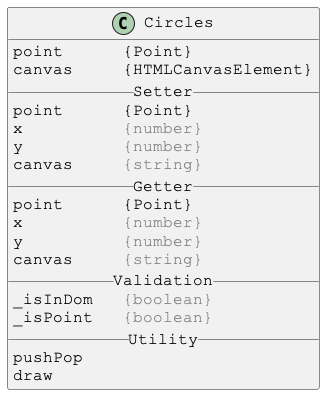 C Circles
point {Point}
canvas {HTMLCanvasElement}
Setter
point {Point}
x {number}
y {number}
canvas {string}
Getter
point {Point}
x {number}
y {number}
canvas {string}
Validation
_isInDom {boolean}
_isPoint {boolean}
Utility
pushPop
draw